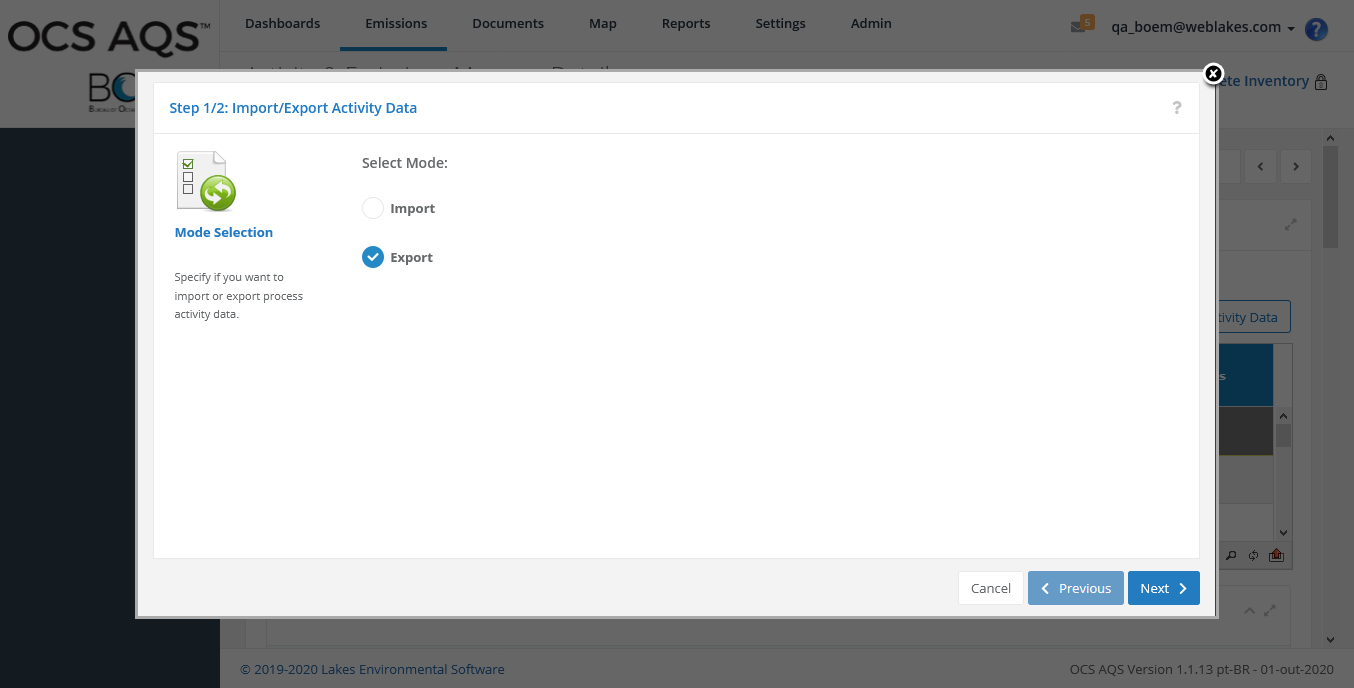 OCS AQS™
Dashboards Emissions Documents Map Reports Settings Admin
5 qa_boem@weblakes.com ?
ete Inventory
Step 1/2: Import/Export Activity Data ?
Select Mode:
Import
Mode Selection
Export
Specify if you want to
import or export process
activity data.
tivity Data
s
Cancel Previous Next
© 2019-2020 Lakes Environmental Software
OCS AQS Version 1.1.13 pt-BR - 01-out-2020